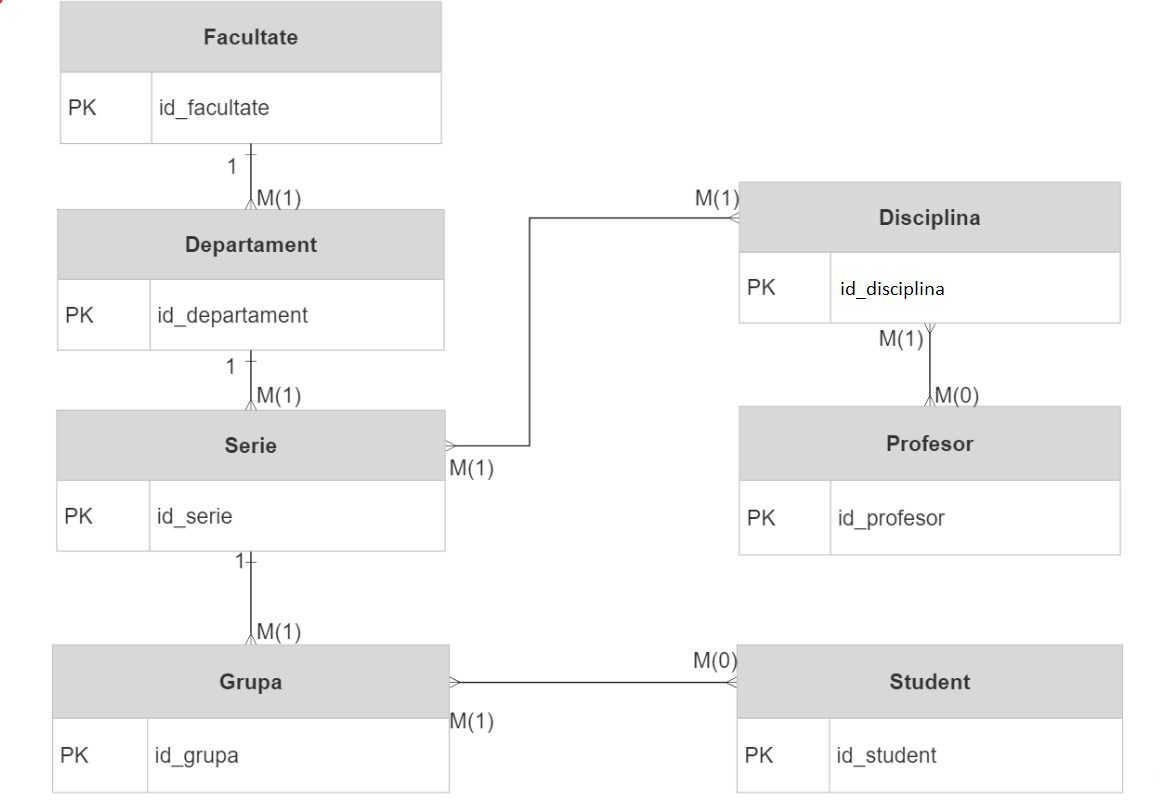 Facultate
PK id_facultate
1
M(1)
Departament
PK id_departament
1
M(1)
Serie
PK id_serie
M(1)
1
M(1)
Grupa
PK id_grupa
M(1)
M(1)
Disciplina
PK id_disciplina
M(1)
M(0)
Profesor
PK id_profesor
M(0)
Student
PK id_student